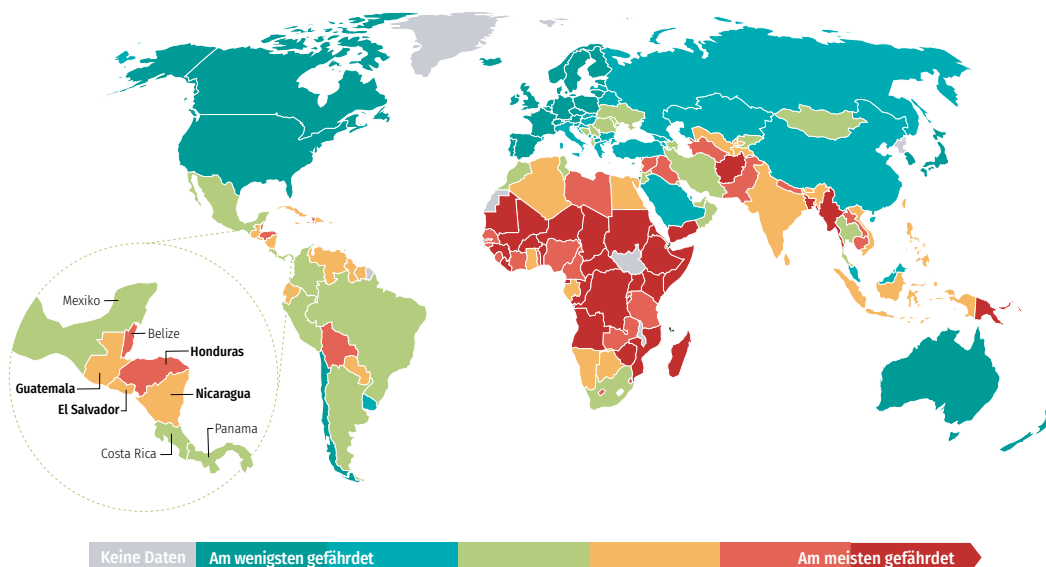 Mexiko
Belize
Honduras
Guatemala
Nicaragua
El Salvador
Panama
Costa Rica
Keine Daten
Am wenigsten gefährdet
Am meisten gefährdet